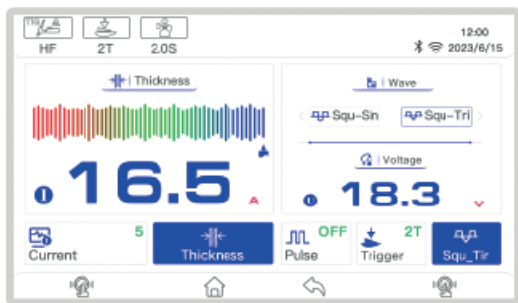 TIG
HF 2T 2.0S
12:00
2023/6/15
Thickness
16.5 A
Wave
Squ-Sin Squ-Tri
Voltage
18.3 V
Current 5
Thickness
Pulse OFF
Trigger 2T
Squ_Tir